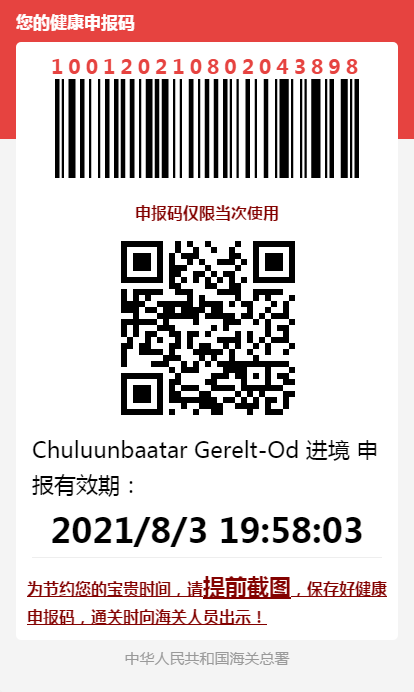 您的健康申报码
100120210802043898
申报码仅限当次使用
Chuluunbaatar Gerelt-Od 进境 申
报有效期：
2021/8/3 19:58:03
为节约您的宝贵时间，请提前截图，保存好健康
申报码，通关时向海关人员出示！
中华人民共和国海关总署